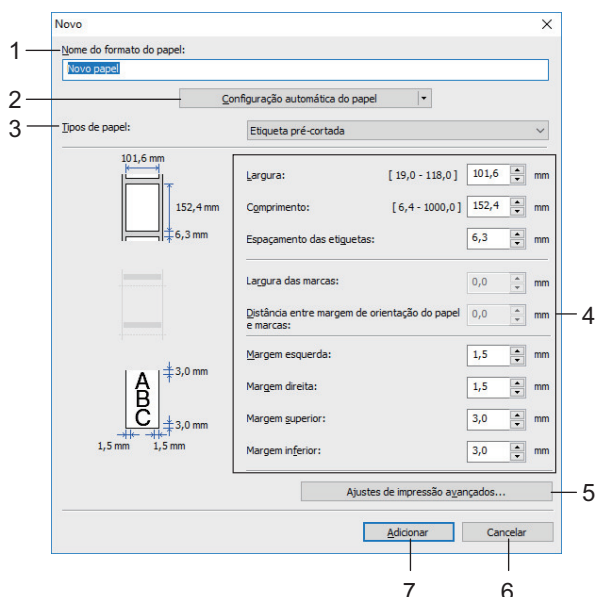 Novo
1
Nome do formato do papel:
Novo papel
2
Configuração automática do papel
3
Tipos de papel:
Etiqueta pré-cortada
101,6 mm
152,4 mm
6,3 mm
Largura: [ 19,0 - 118,0 ] 101,6 mm
Comprimento: [ 6,4 - 1000,0 ] 152,4 mm
Espaçamento das etiquetas: 6,3 mm
Largura das marcas: 0,0 mm
Distância entre margem de orientação do papel
e marcas: 0,0 mm
4
Margem esquerda: 1,5 mm
Margem direita: 1,5 mm
Margem superior: 3,0 mm
Margem inferior: 3,0 mm
3,0 mm
A
B
C
3,0 mm
1,5 mm 1,5 mm
Ajustes de impressão avançados...
5
Adicionar
Cancelar
7
6